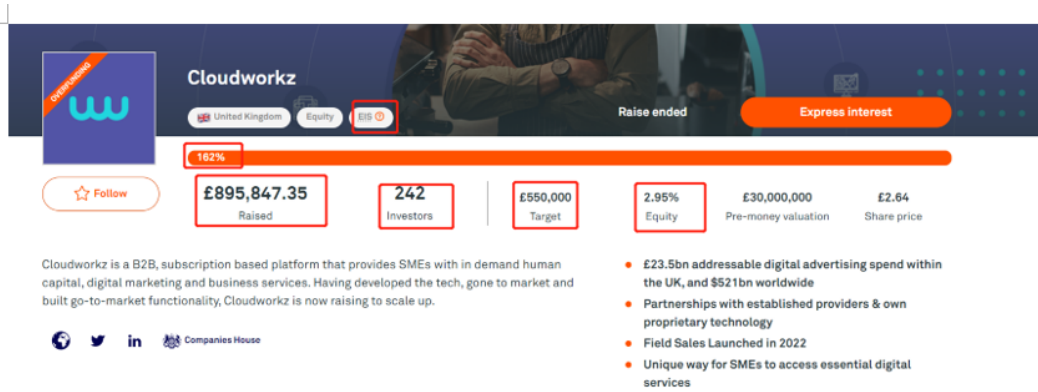 OVERFUNDING
Cloudworkz
United Kingdom
Equity
EIS
Raise ended
Express interest
162%
Follow
£895,847.35
Raised
242
Investors
£550,000
Target
2.95%
Equity
£30,000,000
Pre-money valuation
£2.64
Share price
Cloudworkz is a B2B, subscription based platform that provides SMEs with in demand human
capital, digital marketing and business services. Having developed the tech, gone to market and
built go-to-market functionality, Cloudworkz is now raising to scale up.
in
Companies House
• £23.5bn addressable digital advertising spend within
the UK, and $521bn worldwide
• Partnerships with established providers & own
proprietary technology
• Field Sales Launched in 2022
• Unique way for SMEs to access essential digital
services